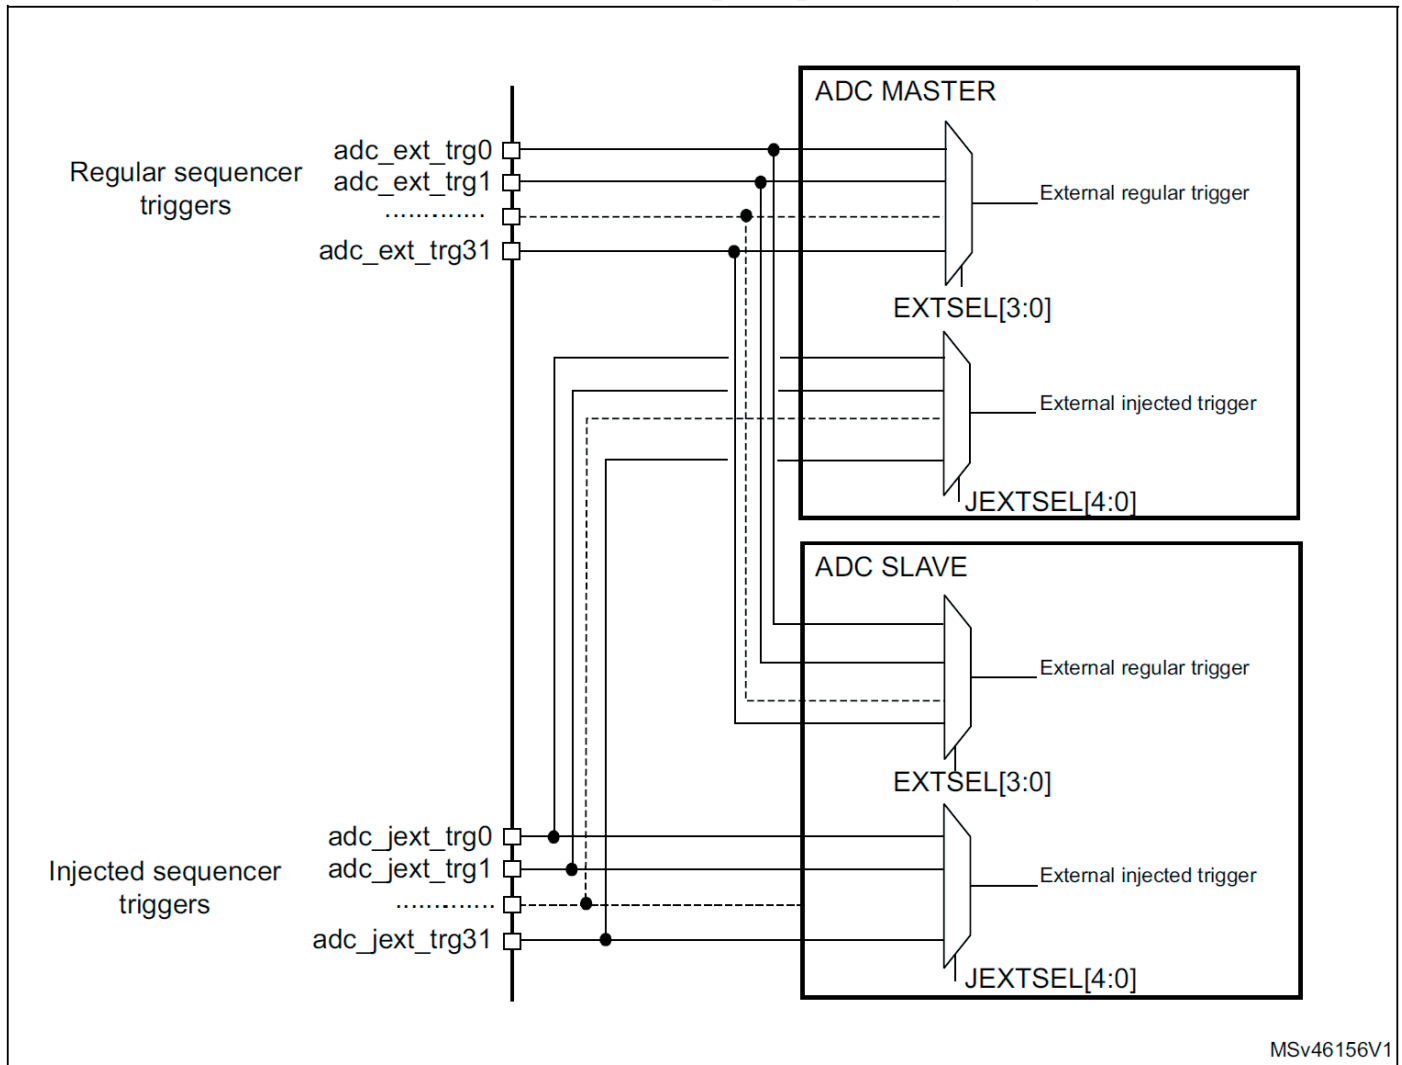 ADC MASTER
adc_ext_trg0
Regular sequencer
triggers
adc_ext_trg1
External regular trigger
..............
adc_ext_trg31
EXTSEL[3:0]
External injected trigger
JEXTSEL[4:0]
ADC SLAVE
External regular trigger
EXTSEL[3:0]
adc_jext_trg0
Injected sequencer
triggers
adc_jext_trg1
External injected trigger
..............
adc_jext_trg31
JEXTSEL[4:0]
MSv46156V1